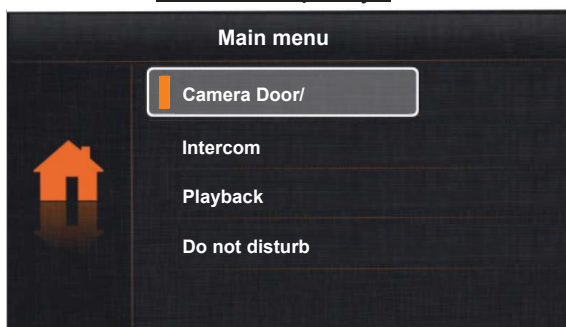 Main menu
Camera Door/
Intercom
Playback
Do not disturb